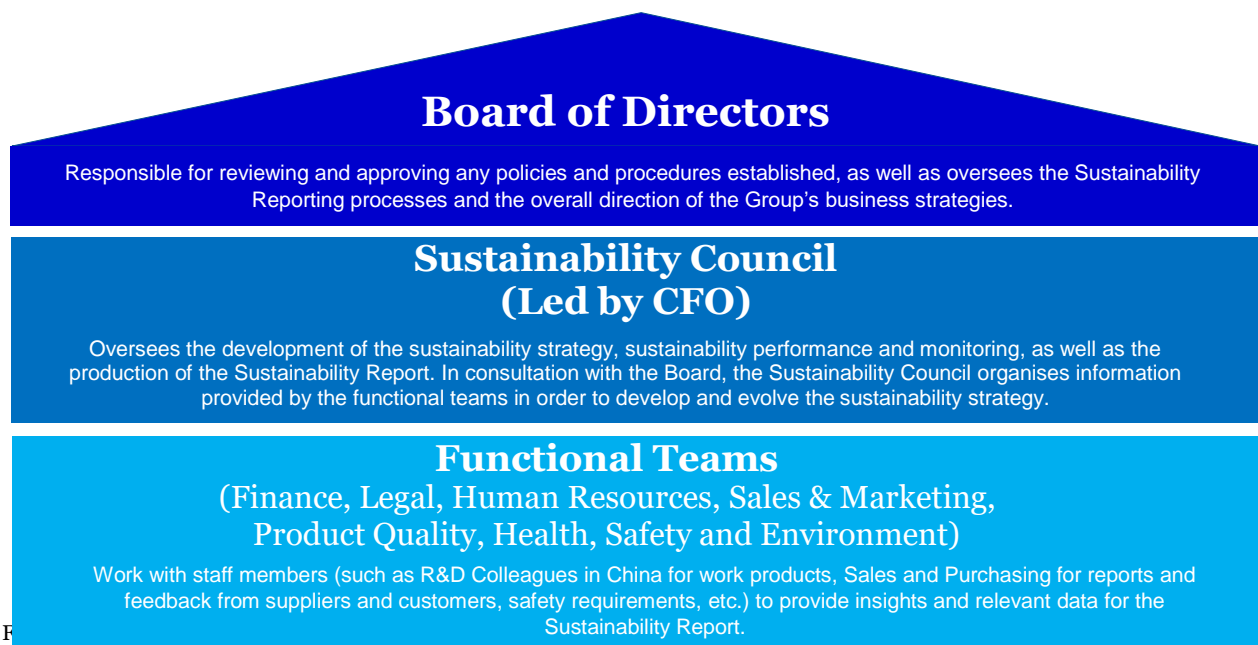 Board of Directors
Responsible for reviewing and approving any policies and procedures established, as well as oversees the Sustainability
Reporting processes and the overall direction of the Group's business strategies.
Sustainability Council
(Led by CFO)
Oversees the development of the sustainability strategy, sustainability performance and monitoring, as well as the
production of the Sustainability Report. In consultation with the Board, the Sustainability Council organises information
provided by the functional teams in order to develop and evolve the sustainability strategy.
Functional Teams
(Finance, Legal, Human Resources, Sales & Marketing,
Product Quality, Health, Safety and Environment)
Work with staff members (such as R&D Colleagues in China for work products, Sales and Purchasing for reports and
feedback from suppliers and customers, safety requirements, etc.) to provide insights and relevant data for the
Sustainability Report.